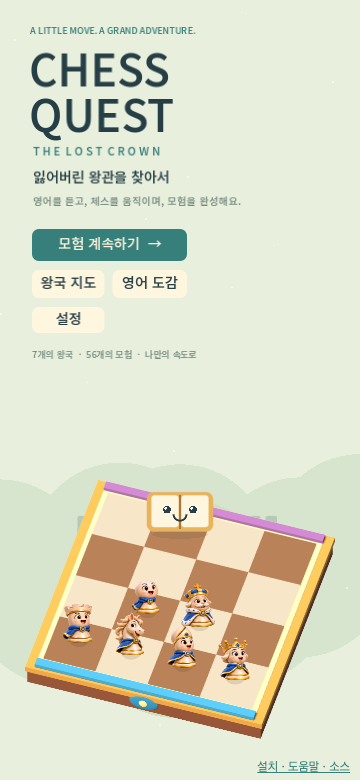 A LITTLE MOVE. A GRAND ADVENTURE.
CHESS
QUEST
THE LOST CROWN
잃어버린 왕관을 찾아서
영어를 듣고, 체스를 움직이며, 모험을 완성해요.
모험 계속하기 →
왕국 지도
영어 도감
설정
7개의 왕국 · 56개의 모험 · 나만의 속도로
설치 · 도움말 · 소스